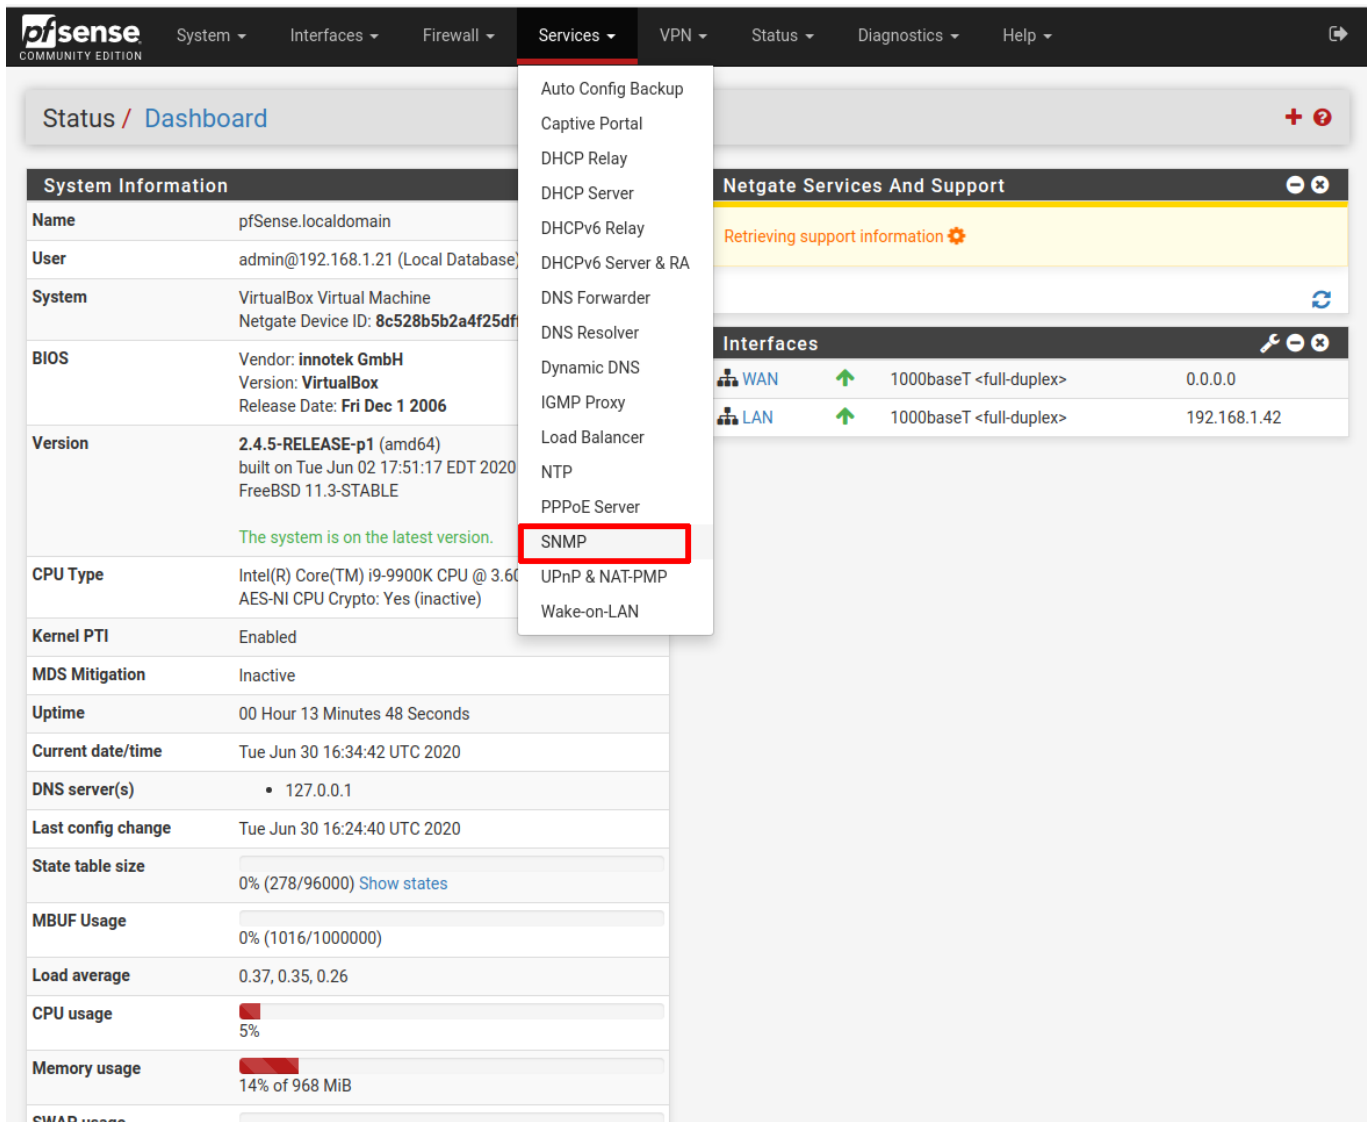 pfsense
COMMUNITY EDITION
System
Interfaces
Firewall
Services
VPN
Status
Diagnostics
Help
Status / Dashboard
Auto Config Backup
Captive Portal
DHCP Relay
DHCP Server
DHCPv6 Relay
DHCPv6 Server & RA
DNS Forwarder
DNS Resolver
Dynamic DNS
IGMP Proxy
Load Balancer
NTP
PPPoE Server
SNMP
UPnP & NAT-PMP
Wake-on-LAN
System Information
Name pfSense.localdomain
User admin@192.168.1.21 (Local Database)
System VirtualBox Virtual Machine
Netgate Device ID: 8c528b5b2a4f25df
BIOS Vendor: innotek GmbH
Version: VirtualBox
Release Date: Fri Dec 1 2006
Version 2.4.5-RELEASE-p1 (amd64)
built on Tue Jun 02 17:51:17 EDT 2020
FreeBSD 11.3-STABLE
The system is on the latest version.
CPU Type Intel(R) Core(TM) i9-9900K CPU @ 3.60
AES-NI CPU Crypto: Yes (inactive)
Kernel PTI Enabled
MDS Mitigation Inactive
Uptime 00 Hour 13 Minutes 48 Seconds
Current date/time Tue Jun 30 16:34:42 UTC 2020
DNS server(s) • 127.0.0.1
Last config change Tue Jun 30 16:24:40 UTC 2020
State table size
0% (278/96000) Show states
MBUF Usage
0% (1016/1000000)
Load average 0.37, 0.35, 0.26
CPU usage
5%
Memory usage
14% of 968 MiB
SWAP usage
Netgate Services And Support
Retrieving support information
Interfaces
WAN 1000baseT <full-duplex> 0.0.0.0
LAN 1000baseT <full-duplex> 192.168.1.42